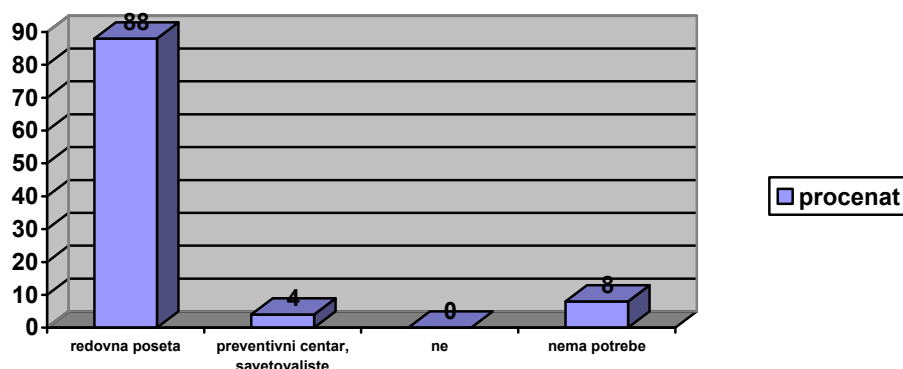 90
80
70
60
50
40
30
20
10
0
88
4
0
8
redovna poseta
preventivni centar,
savetovaliste
ne
nema potrebe
procenat